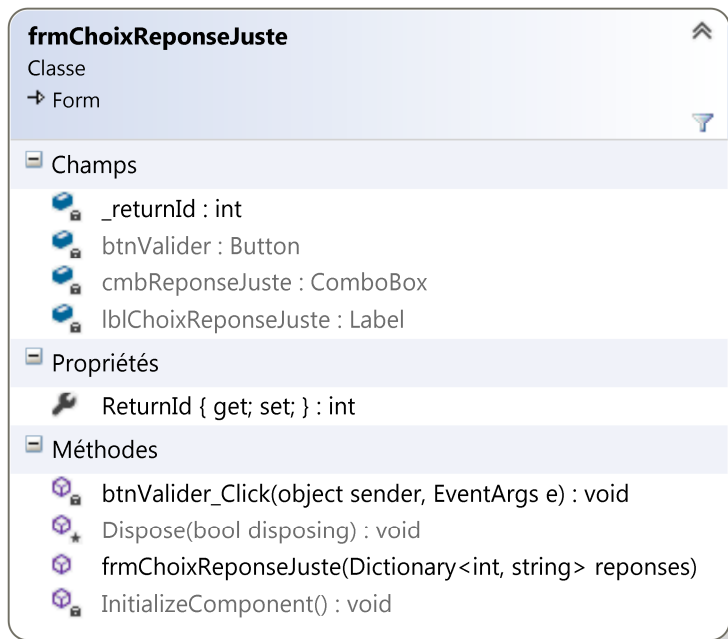 frmChoixReponseJuste
Classe
Form
Champs
_returnId : int
btnValider : Button
cmbReponseJuste : ComboBox
lblChoixReponseJuste : Label
Propriétés
ReturnId { get; set; } : int
Méthodes
btnValider_Click(object sender, EventArgs e) : void
Dispose(bool disposing) : void
frmChoixReponseJuste(Dictionary<int, string> reponses)
InitializeComponent() : void